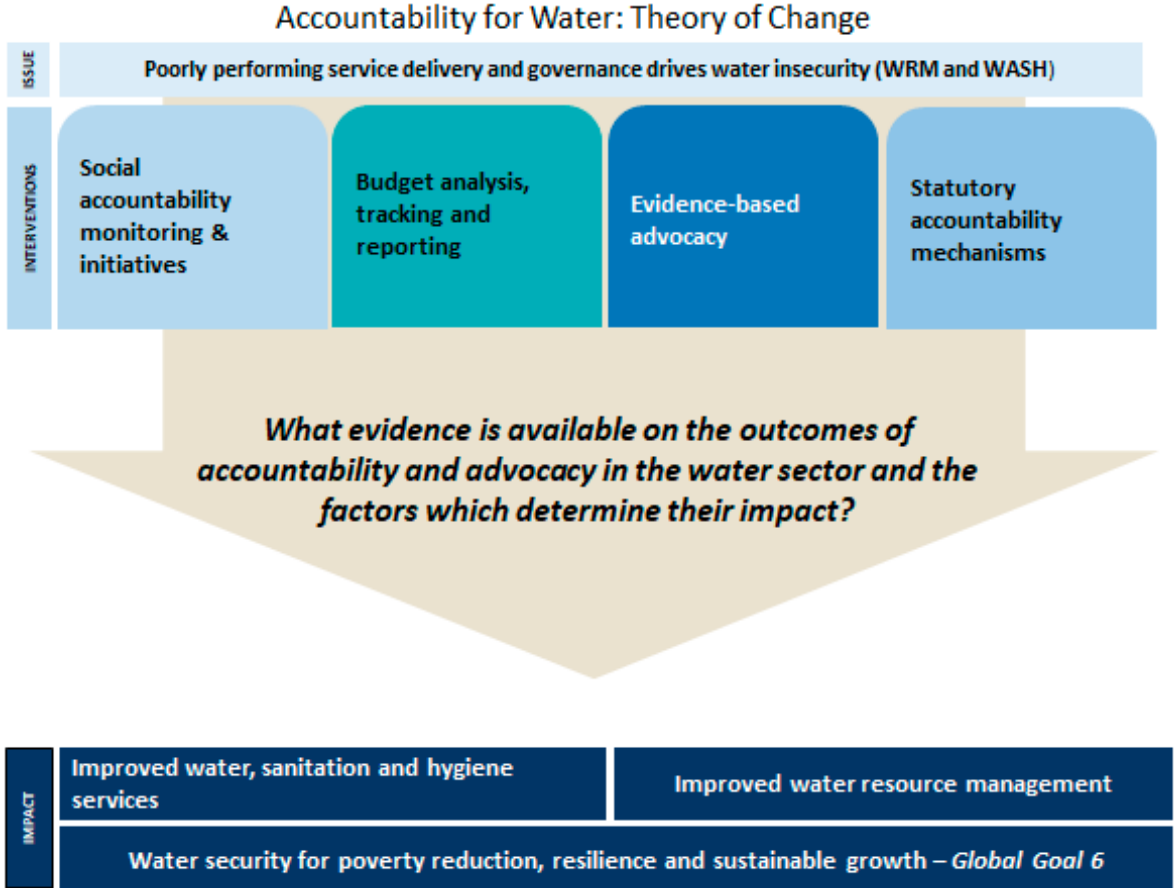 Accountability for Water: Theory of Change
ISSUE
Poorly performing service delivery and governance drives water insecurity (WRM and WASH)
INTERVENTIONS
Social
accountability
monitoring &
initiatives
Budget analysis,
tracking and
reporting
Evidence-based
advocacy
Statutory
accountability
mechanisms
What evidence is available on the outcomes of
accountability and advocacy in the water sector and the
factors which determine their impact?
IMPACT
Improved water, sanitation and hygiene
services
Improved water resource management
Water security for poverty reduction, resilience and sustainable growth – Global Goal 6